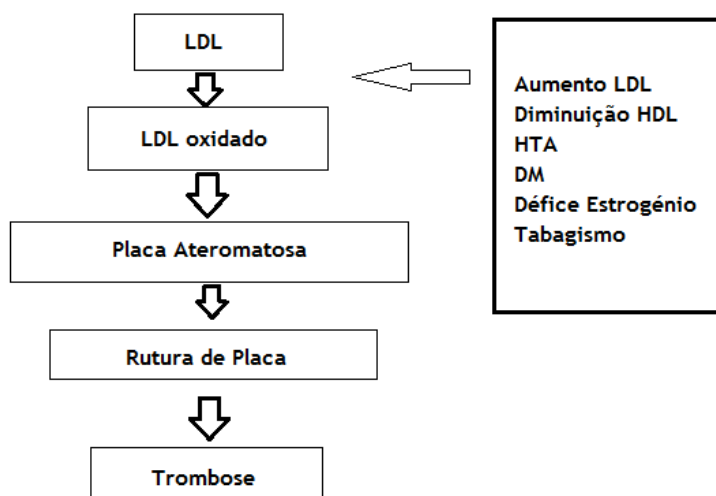 LDL
LDL oxidado
Placa Ateromatosa
Rutura de Placa
Trombose
Aumento LDL
Diminuição HDL
HTA
DM
Défice Estrogénio
Tabagismo